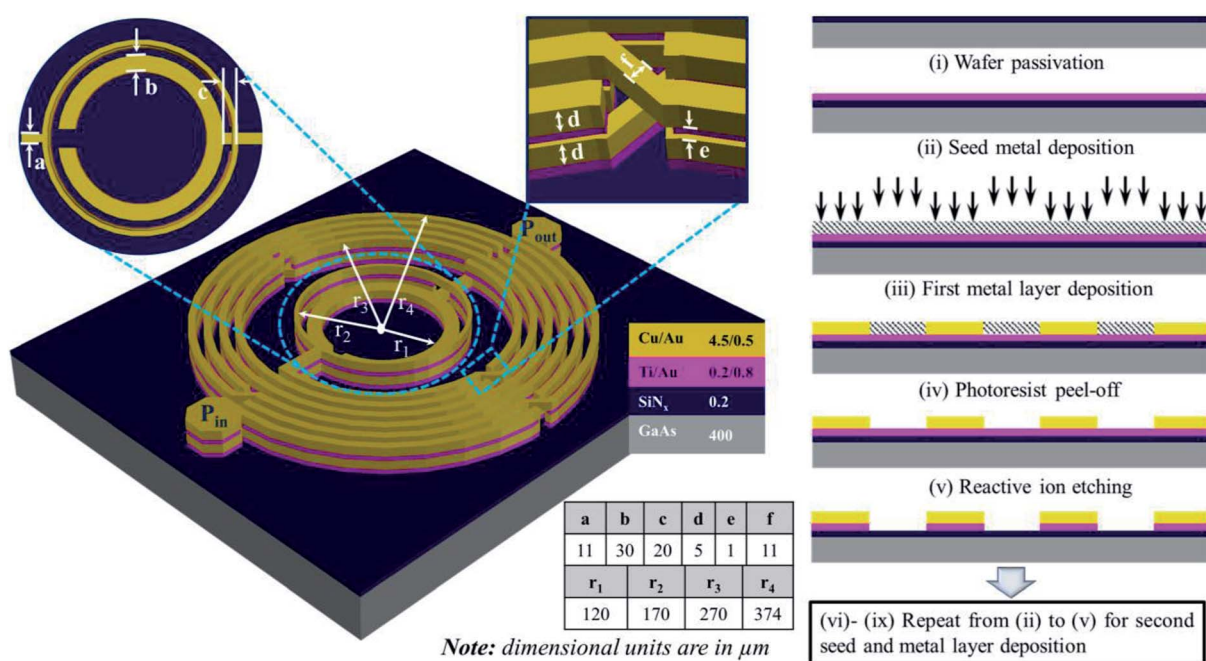 a
b
c
f
d
d
e
P_out
r_3
r_4
r_2
r_1
P_in
Cu/Au 4.5/0.5
Ti/Au 0.2/0.8
SiN_x 0.2
GaAs 400
a b c d e f
11 30 20 5 1 11
r_1 r_2 r_3 r_4
120 170 270 374
Note: dimensional units are in µm
(i) Wafer passivation
(ii) Seed metal deposition
(iii) First metal layer deposition
(iv) Photoresist peel-off
(v) Reactive ion etching
(vi)- (ix) Repeat from (ii) to (v) for second
seed and metal layer deposition